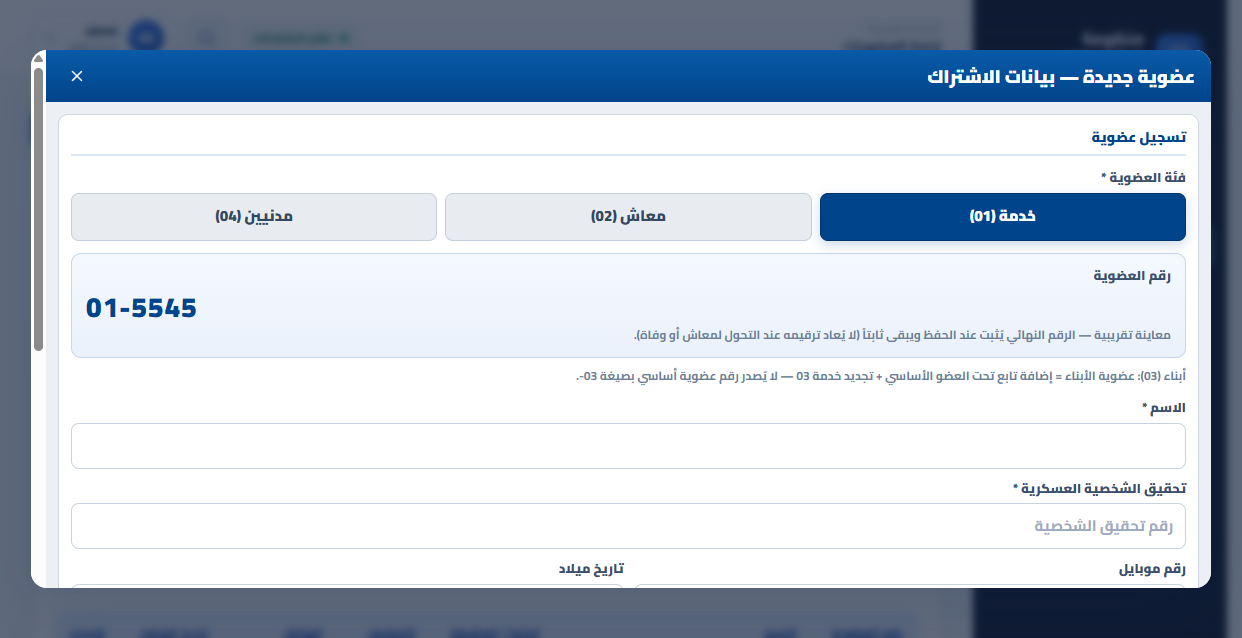 عضوية جديدة — بيانات الاشتراك ×
تسجيل عضوية
فئة العضوية *
خدمة (01) معاش (02) مدنيين (04)
رقم العضوية
01-5545
معاينة تقريبية — الرقم النهائي يُثبت عند الحفظ ويبقى ثابتاً (لا يُعاد ترقيمه عند التحول لمعاش أو وفاة).
أبناء (03): عضوية الأبناء = إضافة تابع تحت العضو الأساسي + تجديد خدمة 03 — لا يُصدر رقم عضوية أساسي بصيغة 03-.
الاسم *
تحقيق الشخصية العسكرية *
رقم تحقيق الشخصية
رقم موبايل تاريخ ميلاد